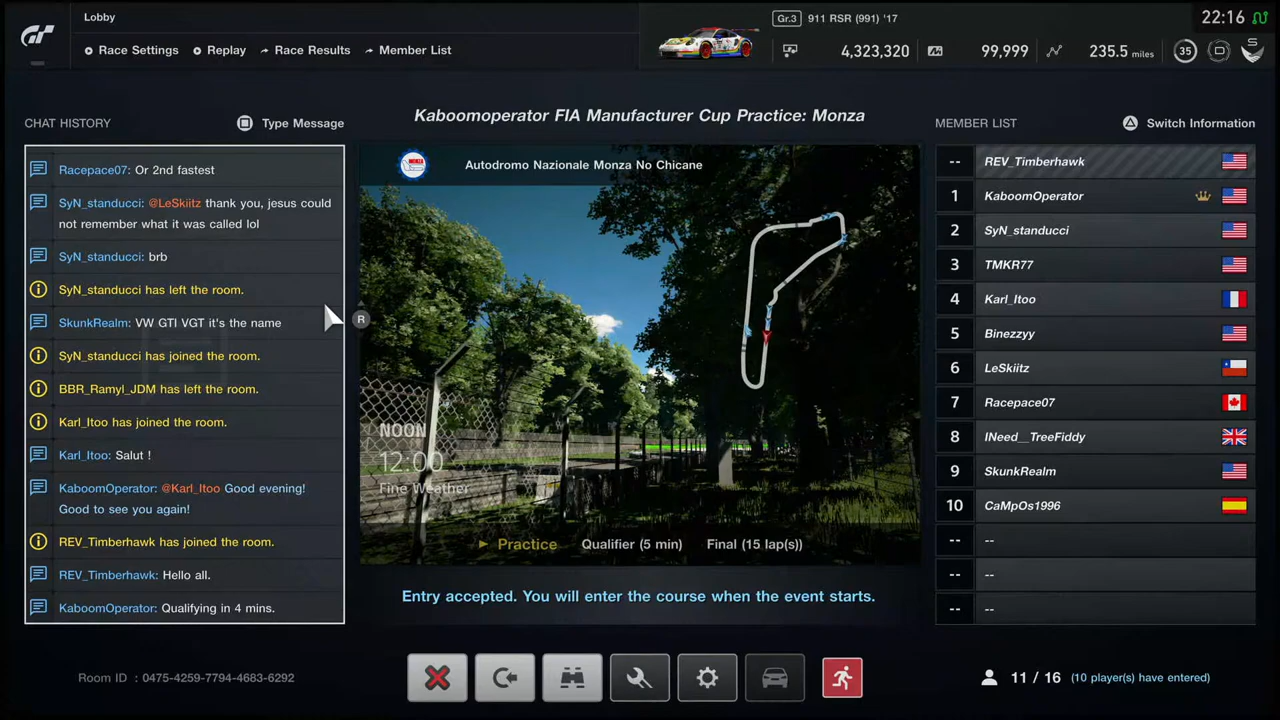 Lobby
Race Settings
Replay
Race Results
Member List
Gr.3 911 RSR (991) '17
4,323,320
99,999
235.5 miles
35
S
22:16
CHAT HISTORY
Type Message
Racepace07: Or 2nd fastest
SyN_standucci: @LeSkiitz thank you, jesus could
not remember what it was called lol
SyN_standucci: brb
SyN_standucci has left the room.
SkunkRealm: VW GTI VGT it's the name
SyN_standucci has joined the room.
BBR_Ramyl_JDM has left the room.
Karl_Itoo has joined the room.
Karl_Itoo: Salut !
KaboomOperator: @Karl_Itoo Good evening!
Good to see you again!
REV_Timberhawk has joined the room.
REV_Timberhawk: Hello all.
KaboomOperator: Qualifying in 4 mins.
R
Kaboomoperator FIA Manufacturer Cup Practice: Monza
MONZA
Autodromo Nazionale Monza No Chicane
NOON
12:00
Fine Weather
Practice Qualifier (5 min) Final (15 lap(s))
Entry accepted. You will enter the course when the event starts.
MEMBER LIST
Switch Information
-- REV_Timberhawk
1 KaboomOperator
2 SyN_standucci
3 TMKR77
4 Karl_Itoo
5 Binezzyy
6 LeSkiitz
7 Racepace07
8 INeed__TreeFiddy
9 SkunkRealm
10 CaMpOs1996
-- --
-- --
-- --
Room ID : 0475-4259-7794-4683-6292
11 / 16 (10 player(s) have entered)